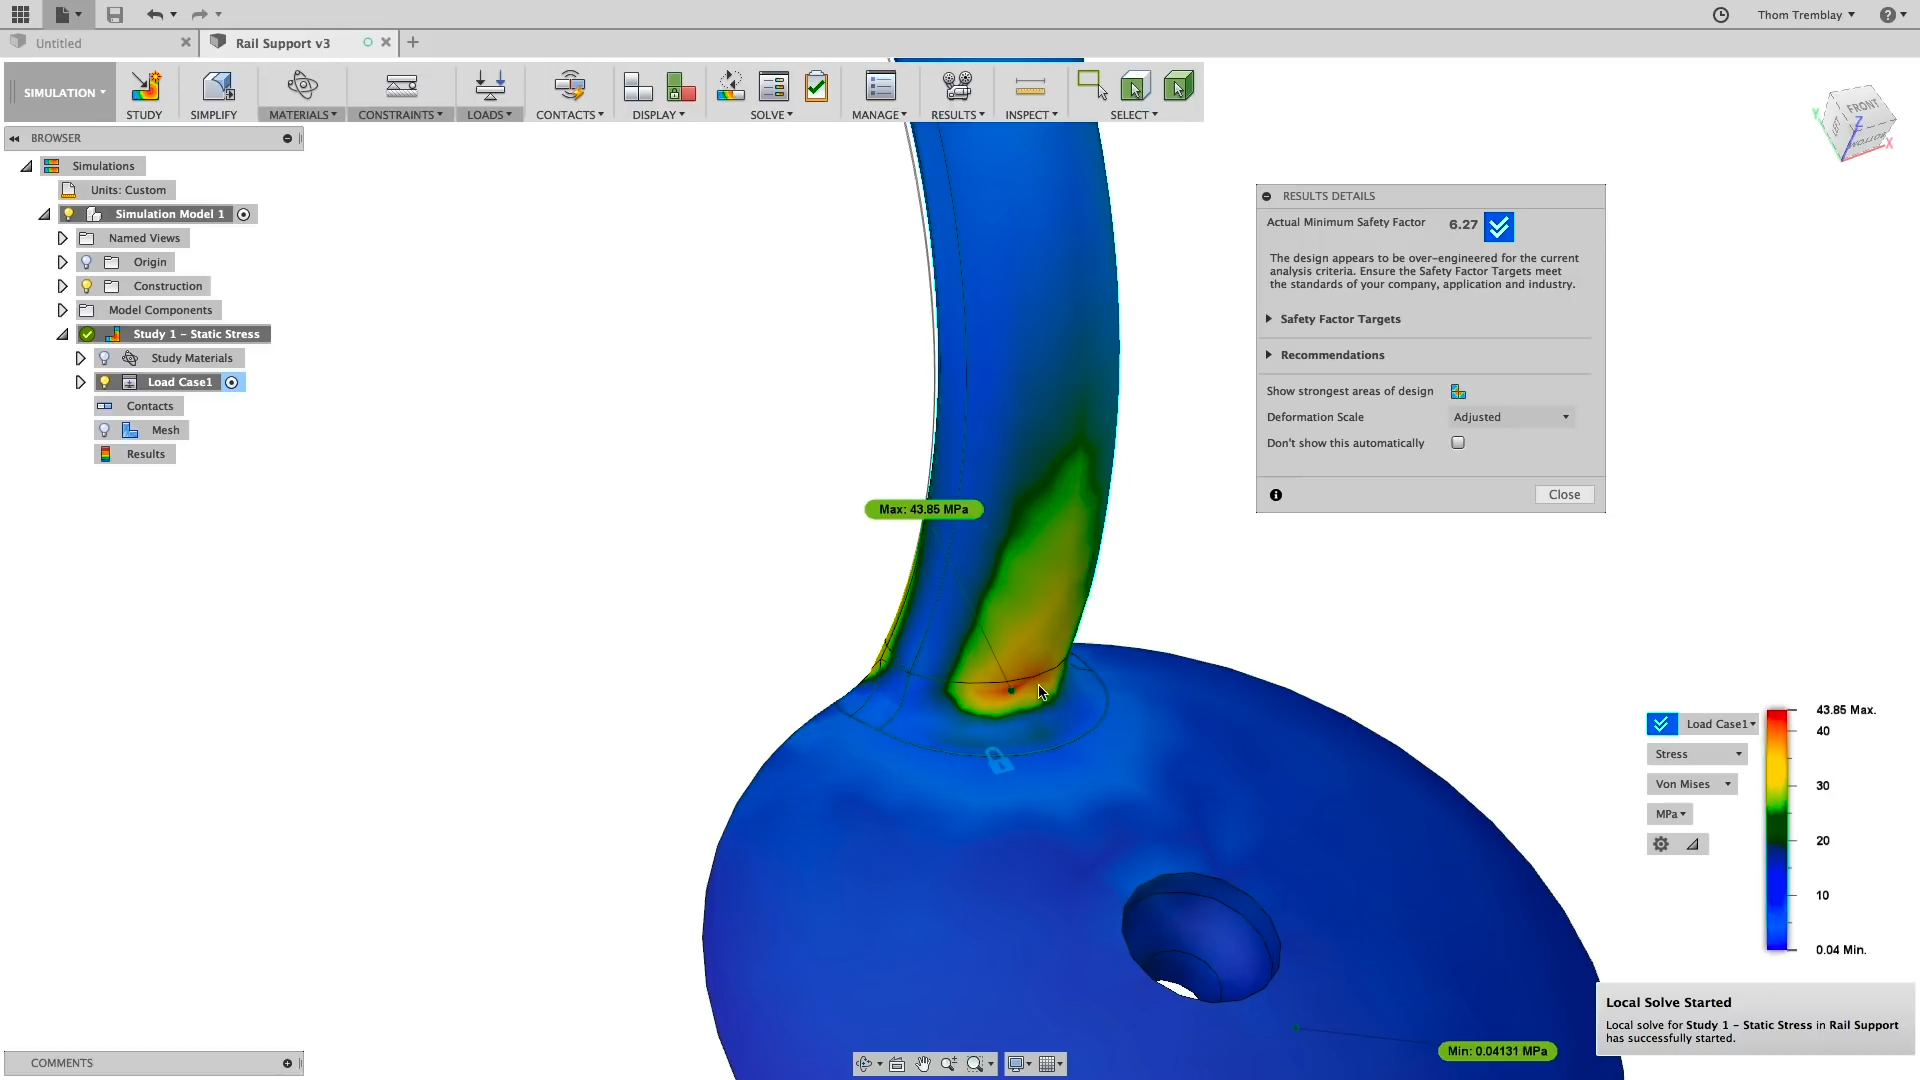 Thom Tremblay
?
Untitled
Rail Support v3
SIMULATION
STUDY
SIMPLIFY
MATERIALS
CONSTRAINTS
LOADS
CONTACTS
DISPLAY
SOLVE
MANAGE
RESULTS
INSPECT
SELECT
FRONT
BOTTOM
Y
Z
X
BROWSER
Simulations
Units: Custom
Simulation Model 1
Named Views
Origin
Construction
Model Components
Study 1 - Static Stress
Study Materials
Load Case1
Contacts
Mesh
Results
RESULTS DETAILS
Actual Minimum Safety Factor 6.27
The design appears to be over-engineered for the current
analysis criteria. Ensure the Safety Factor Targets meet
the standards of your company, application and industry.
Safety Factor Targets
Recommendations
Show strongest areas of design
Deformation Scale Adjusted
Don't show this automatically
Close
Max: 43.85 MPa
Load Case1
Stress
Von Mises
MPa
43.85 Max.
40
30
20
10
0.04 Min.
Min: 0.04131 MPa
Local Solve Started
Local solve for Study 1 - Static Stress in Rail Support
has successfully started.
COMMENTS